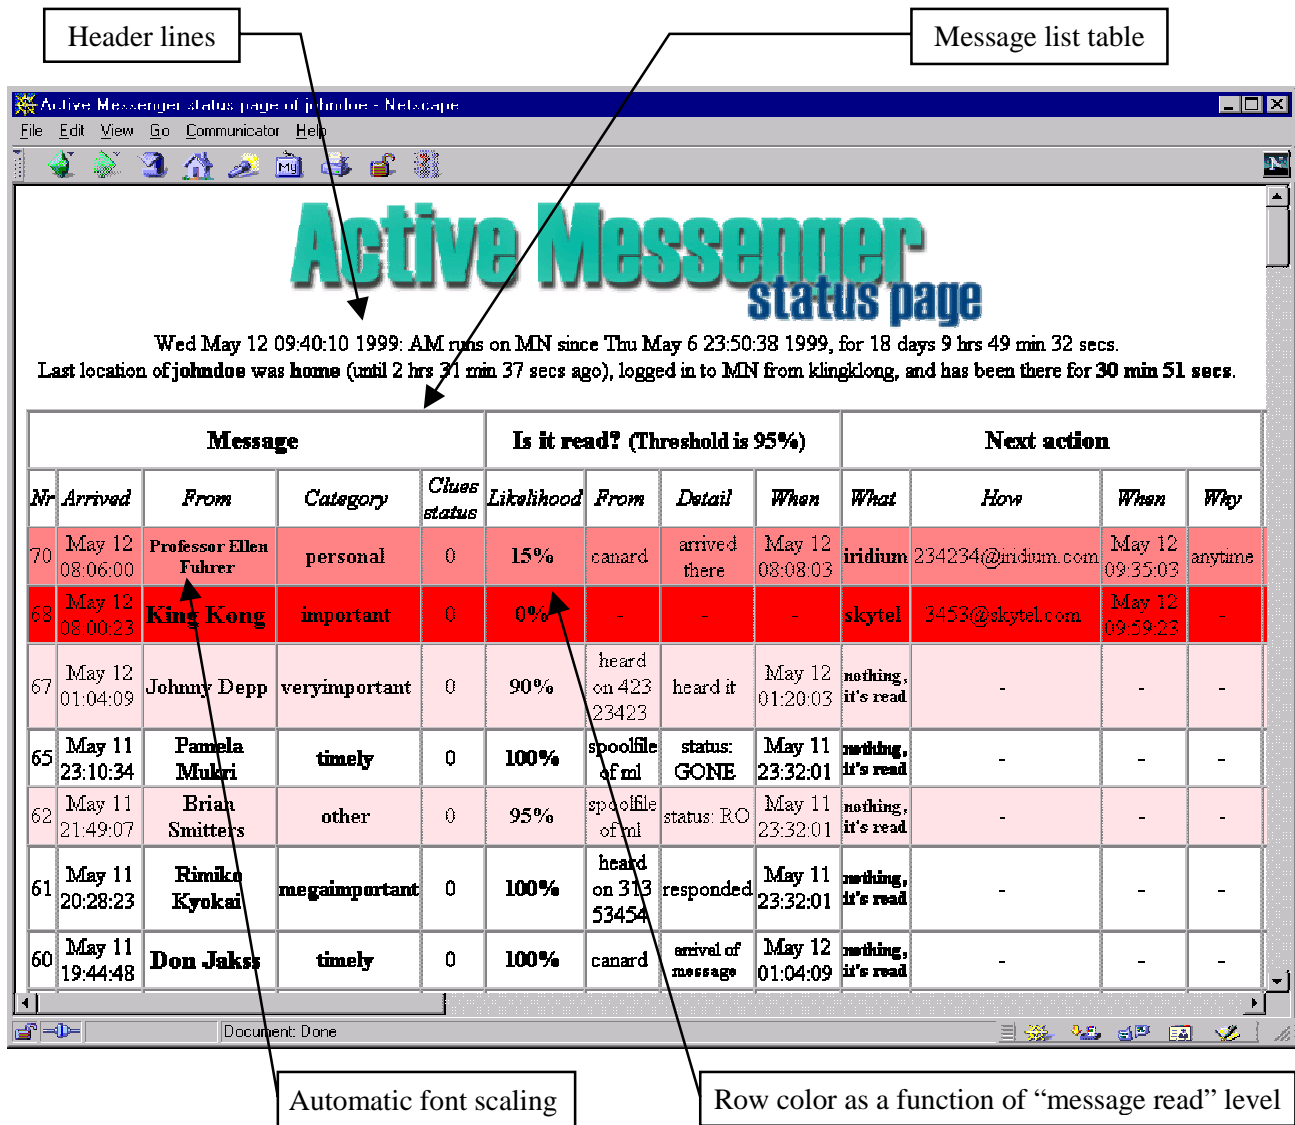 Header lines
Message list table
Active Messenger status page of johndoe - Netscape
File Edit View Go Communicator Help
My
N
Active Messenger
status page
Wed May 12 09:40:10 1999: AM runs on MN since Thu May 6 23:50:38 1999, for 18 days 9 hrs 49 min 32 secs.
Last location of johndoe was home (until 2 hrs 31 min 37 secs ago), logged in to MN from klingklong, and has been there for 30 min 51 secs.
Message Is it read? (Threshold is 95%) Next action
Nr Arrived From Category Clues status Likelihood From Detail When What How When Why
70 May 12 08:06:00 Professor Ellen Fuhrer personal 0 15% canard arrived there May 12 08:08:03 iridium 234234@iridium.com May 12 09:35:03 anytime
68 May 12 08:00:23 King Kong important 0 0% - - - skytel 3453@skytel.com May 12 09:59:23 -
67 May 12 01:04:09 Johnny Depp veryimportant 0 90% heard on 423 23423 heard it May 12 01:20:03 nothing, it's read - - -
65 May 11 23:10:34 Pamela Mukri timely 0 100% spoolfile of ml status: GONE May 11 23:32:01 nothing, it's read - - -
62 May 11 21:49:07 Brian Smitters other 0 95% spoolfile of ml status: RO May 11 23:32:01 nothing, it's read - - -
61 May 11 20:28:23 Rimiko Kyokai megaimportant 0 100% heard on 313 53454 responded May 11 23:32:01 nothing, it's read - - -
60 May 11 19:44:48 Don Jakss timely 0 100% canard arrival of message May 12 01:04:09 nothing, it's read - - -
Document: Done
Automatic font scaling
Row color as a function of “message read” level